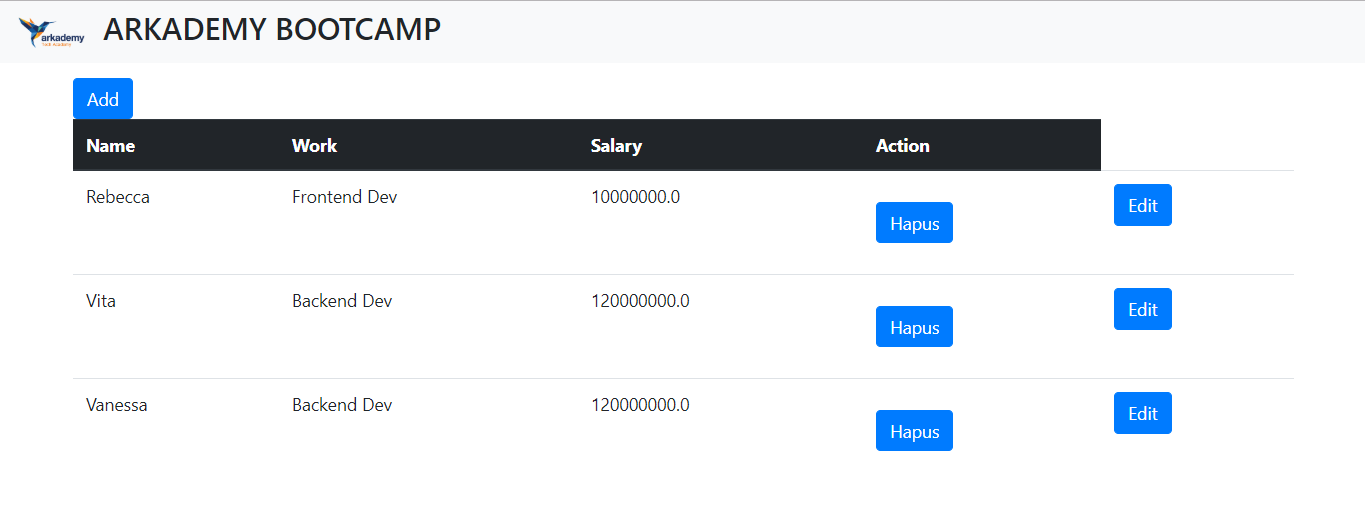 arkademy
Tech Academy
ARKADEMY BOOTCAMP
Add
Name Work Salary Action
Rebecca Frontend Dev 10000000.0 Hapus Edit
Vita Backend Dev 120000000.0 Hapus Edit
Vanessa Backend Dev 120000000.0 Hapus Edit